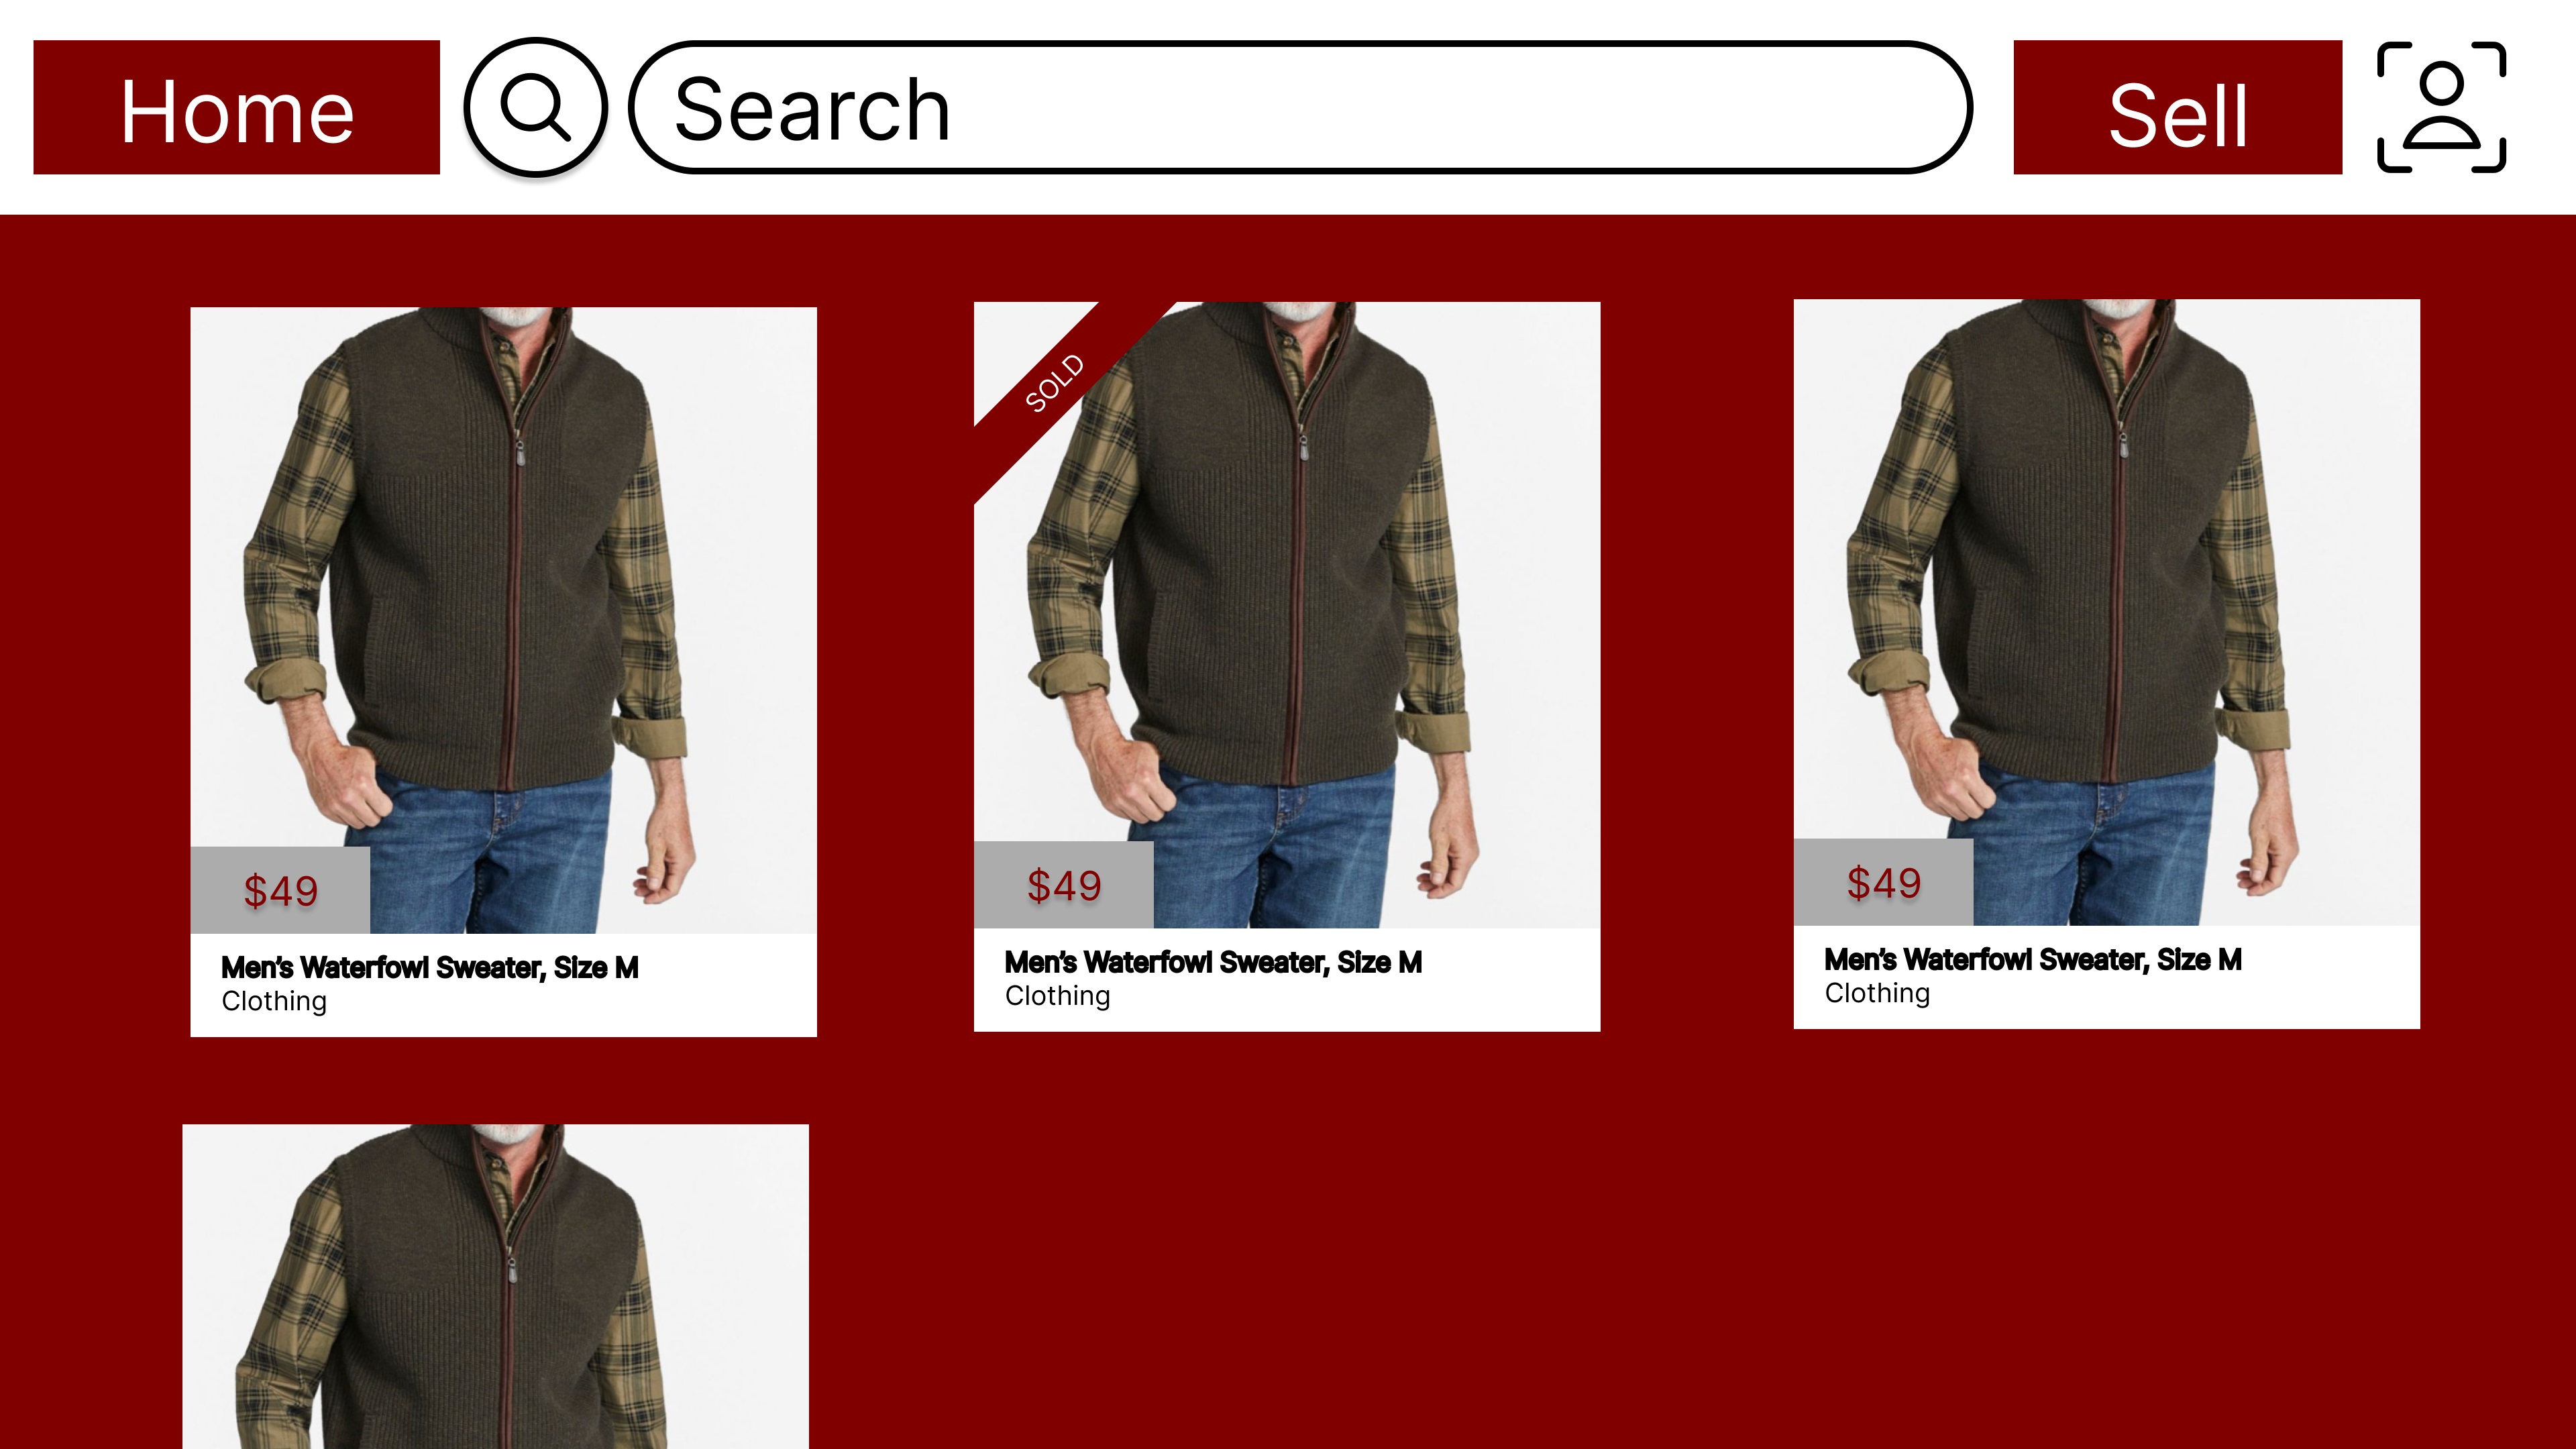 Home
Search
Sell
SOLD
$49
$49
$49
Men's Waterfowl Sweater, Size M
Clothing
Men's Waterfowl Sweater, Size M
Clothing
Men's Waterfowl Sweater, Size M
Clothing